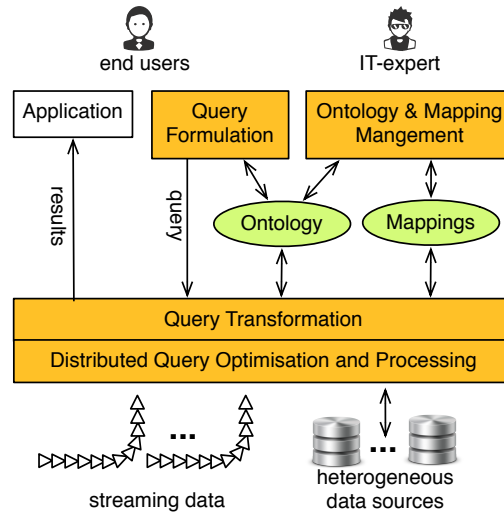 end users
IT-expert
Application
Query
Formulation
Ontology & Mapping
Mangement
results
query
Ontology
Mappings
Query Transformation
Distributed Query Optimisation and Processing
...
...
streaming data
heterogeneous
data sources